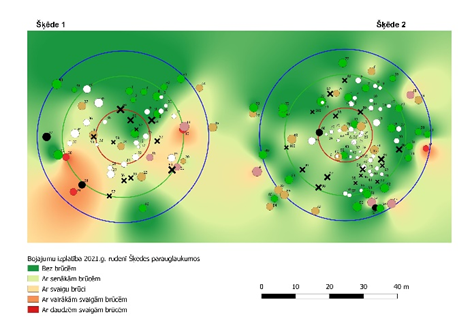 Šķēde 1
Šķēde 2
Bojājumu izplatība 2021.g. rudenī Šķēdes parauglaukumos
Bez brūcēm
Ar senākām brūcēm
Ar svaigu brūci
Ar vairākām svaigām brūcēm
Ar daudzēm svaigām brūcēm
0 10 20 30 40 m